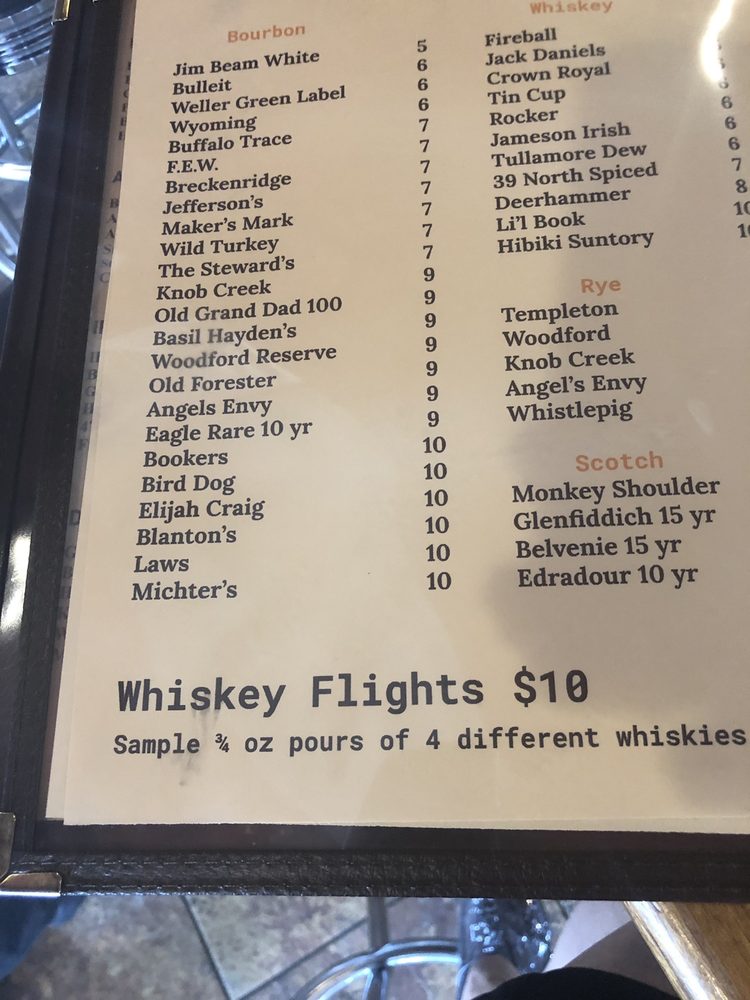 Bourbon
Jim Beam White 5
Bulleit 6
Weller Green Label 6
Wyoming 6
Buffalo Trace 7
F.E.W. 7
Breckenridge 7
Jefferson's 7
Maker's Mark 7
Wild Turkey 7
The Steward's 7
Knob Creek 9
Old Grand Dad 100 9
Basil Hayden's 9
Woodford Reserve 9
Old Forester 9
Angels Envy 9
Eagle Rare 10 yr 9
Bookers 10
Bird Dog 10
Elijah Craig 10
Blanton's 10
Laws 10
Michter's 10
Whiskey
Fireball
Jack Daniels
Crown Royal
Tin Cup
Rocker 6
Jameson Irish 6
Tullamore Dew 6
39 North Spiced 7
Deerhammer 8
Li'l Book
Hibiki Suntory
Rye
Templeton
Woodford
Knob Creek
Angel's Envy
Whistlepig
Scotch
Monkey Shoulder
Glenfiddich 15 yr
Belvenie 15 yr
Edradour 10 yr
Whiskey Flights $10
Sample ¾ oz pours of 4 different whiskies